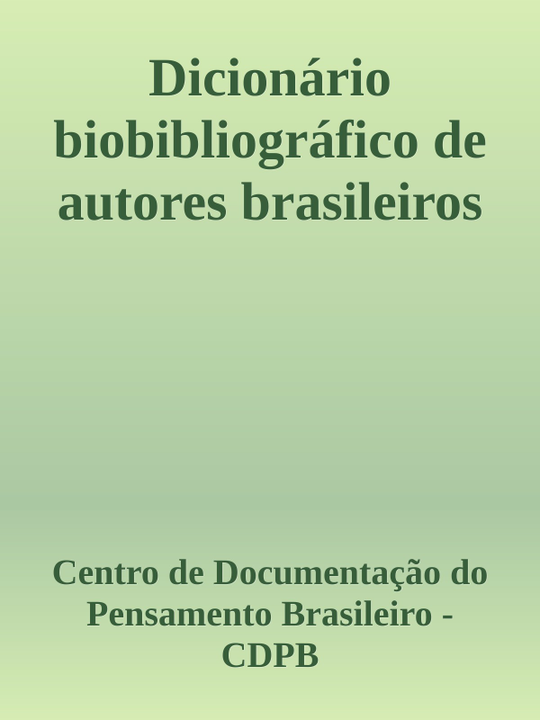 Dicionário
biobibliográfico de
autores brasileiros
Centro de Documentação do
Pensamento Brasileiro -
CDPB